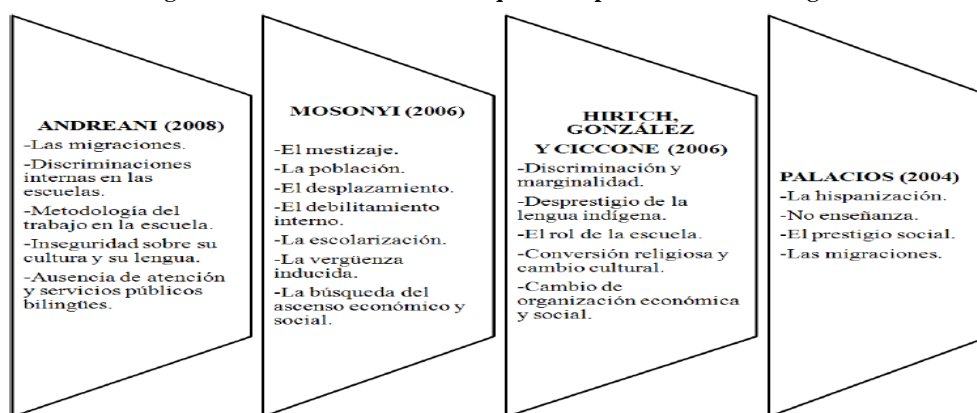 ANDREANI (2008)
-Las migraciones.
-Discriminaciones
internas en las
escuelas.
-Metodología del
trabajo en la escuela.
-Inseguridad sobre su
cultura y su lengua.
-Ausencia de atención
y servicios públicos
bilingües.
MOSONYI (2006)
-El mestizaje.
-La población.
-El desplazamiento.
-El debilitamiento
interno.
-La escolarización.
-La vergüenza
inducida.
-La búsqueda del
ascenso económico y
social.
HIRTCH,
GONZÁLEZ
Y CICCONE (2006)
-Discriminación y
marginalidad.
-Desprestigio de la
lengua indígena.
-El rol de la escuela.
-Conversión religiosa y
cambio cultural.
-Cambio de
organización económica
y social.
PALACIOS (2004)
-La hispanización.
-No enseñanza.
-El prestigio social.
-Las migraciones.